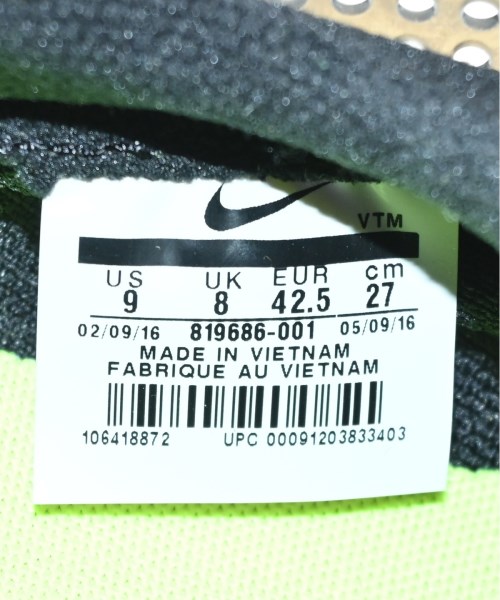 VTM
US UK EUR cm
9 8 42.5 27
02/09/16 819686-001 05/09/16
MADE IN VIETNAM
FABRIQUE AU VIETNAM
106418872 UPC 00091203833403